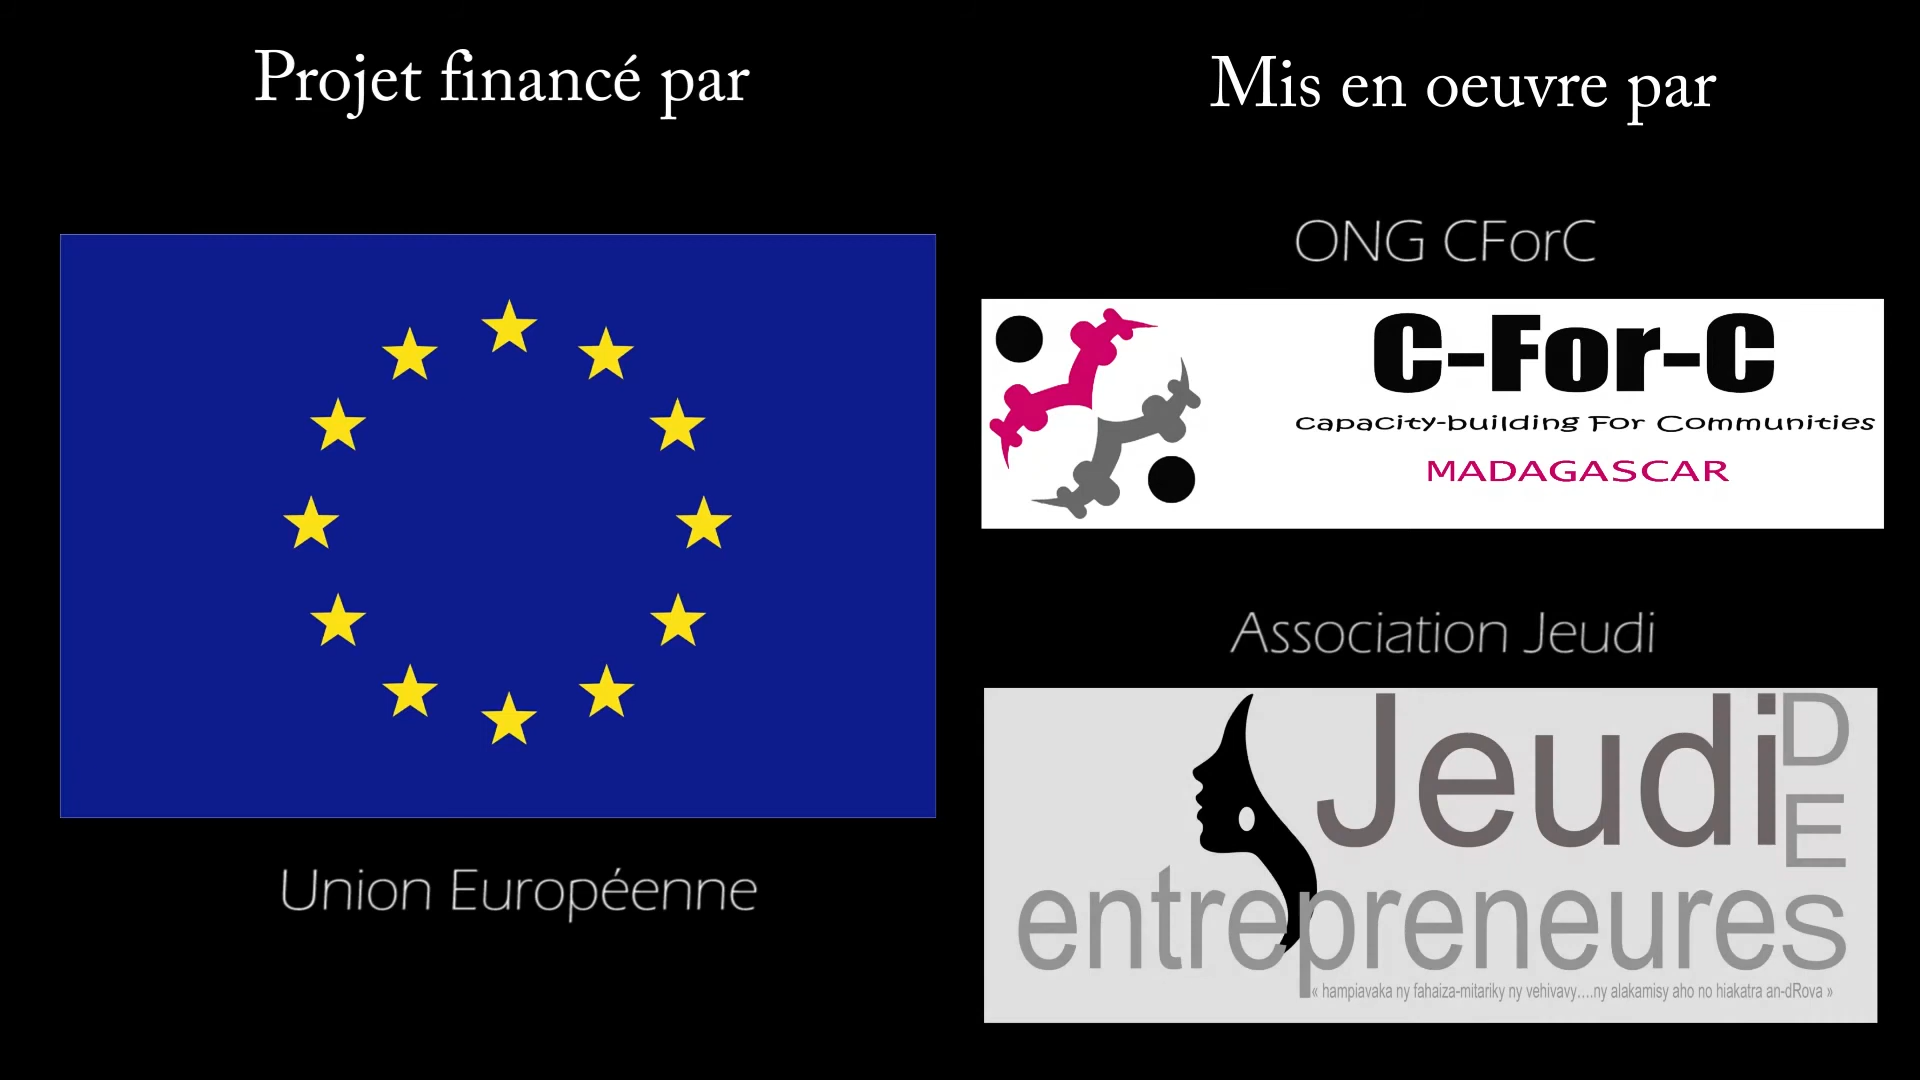 Projet financé par
Union Européenne
Mis en oeuvre par
ONG CForC
C-For-C
Capacity-building For Communities
MADAGASCAR
Association Jeudi
Jeudi DES
entrepreneures
« hampiavaka ny fahaiza-mitariky ny vehivavy....ny alakamisy aho no hiakatra an-dRova »